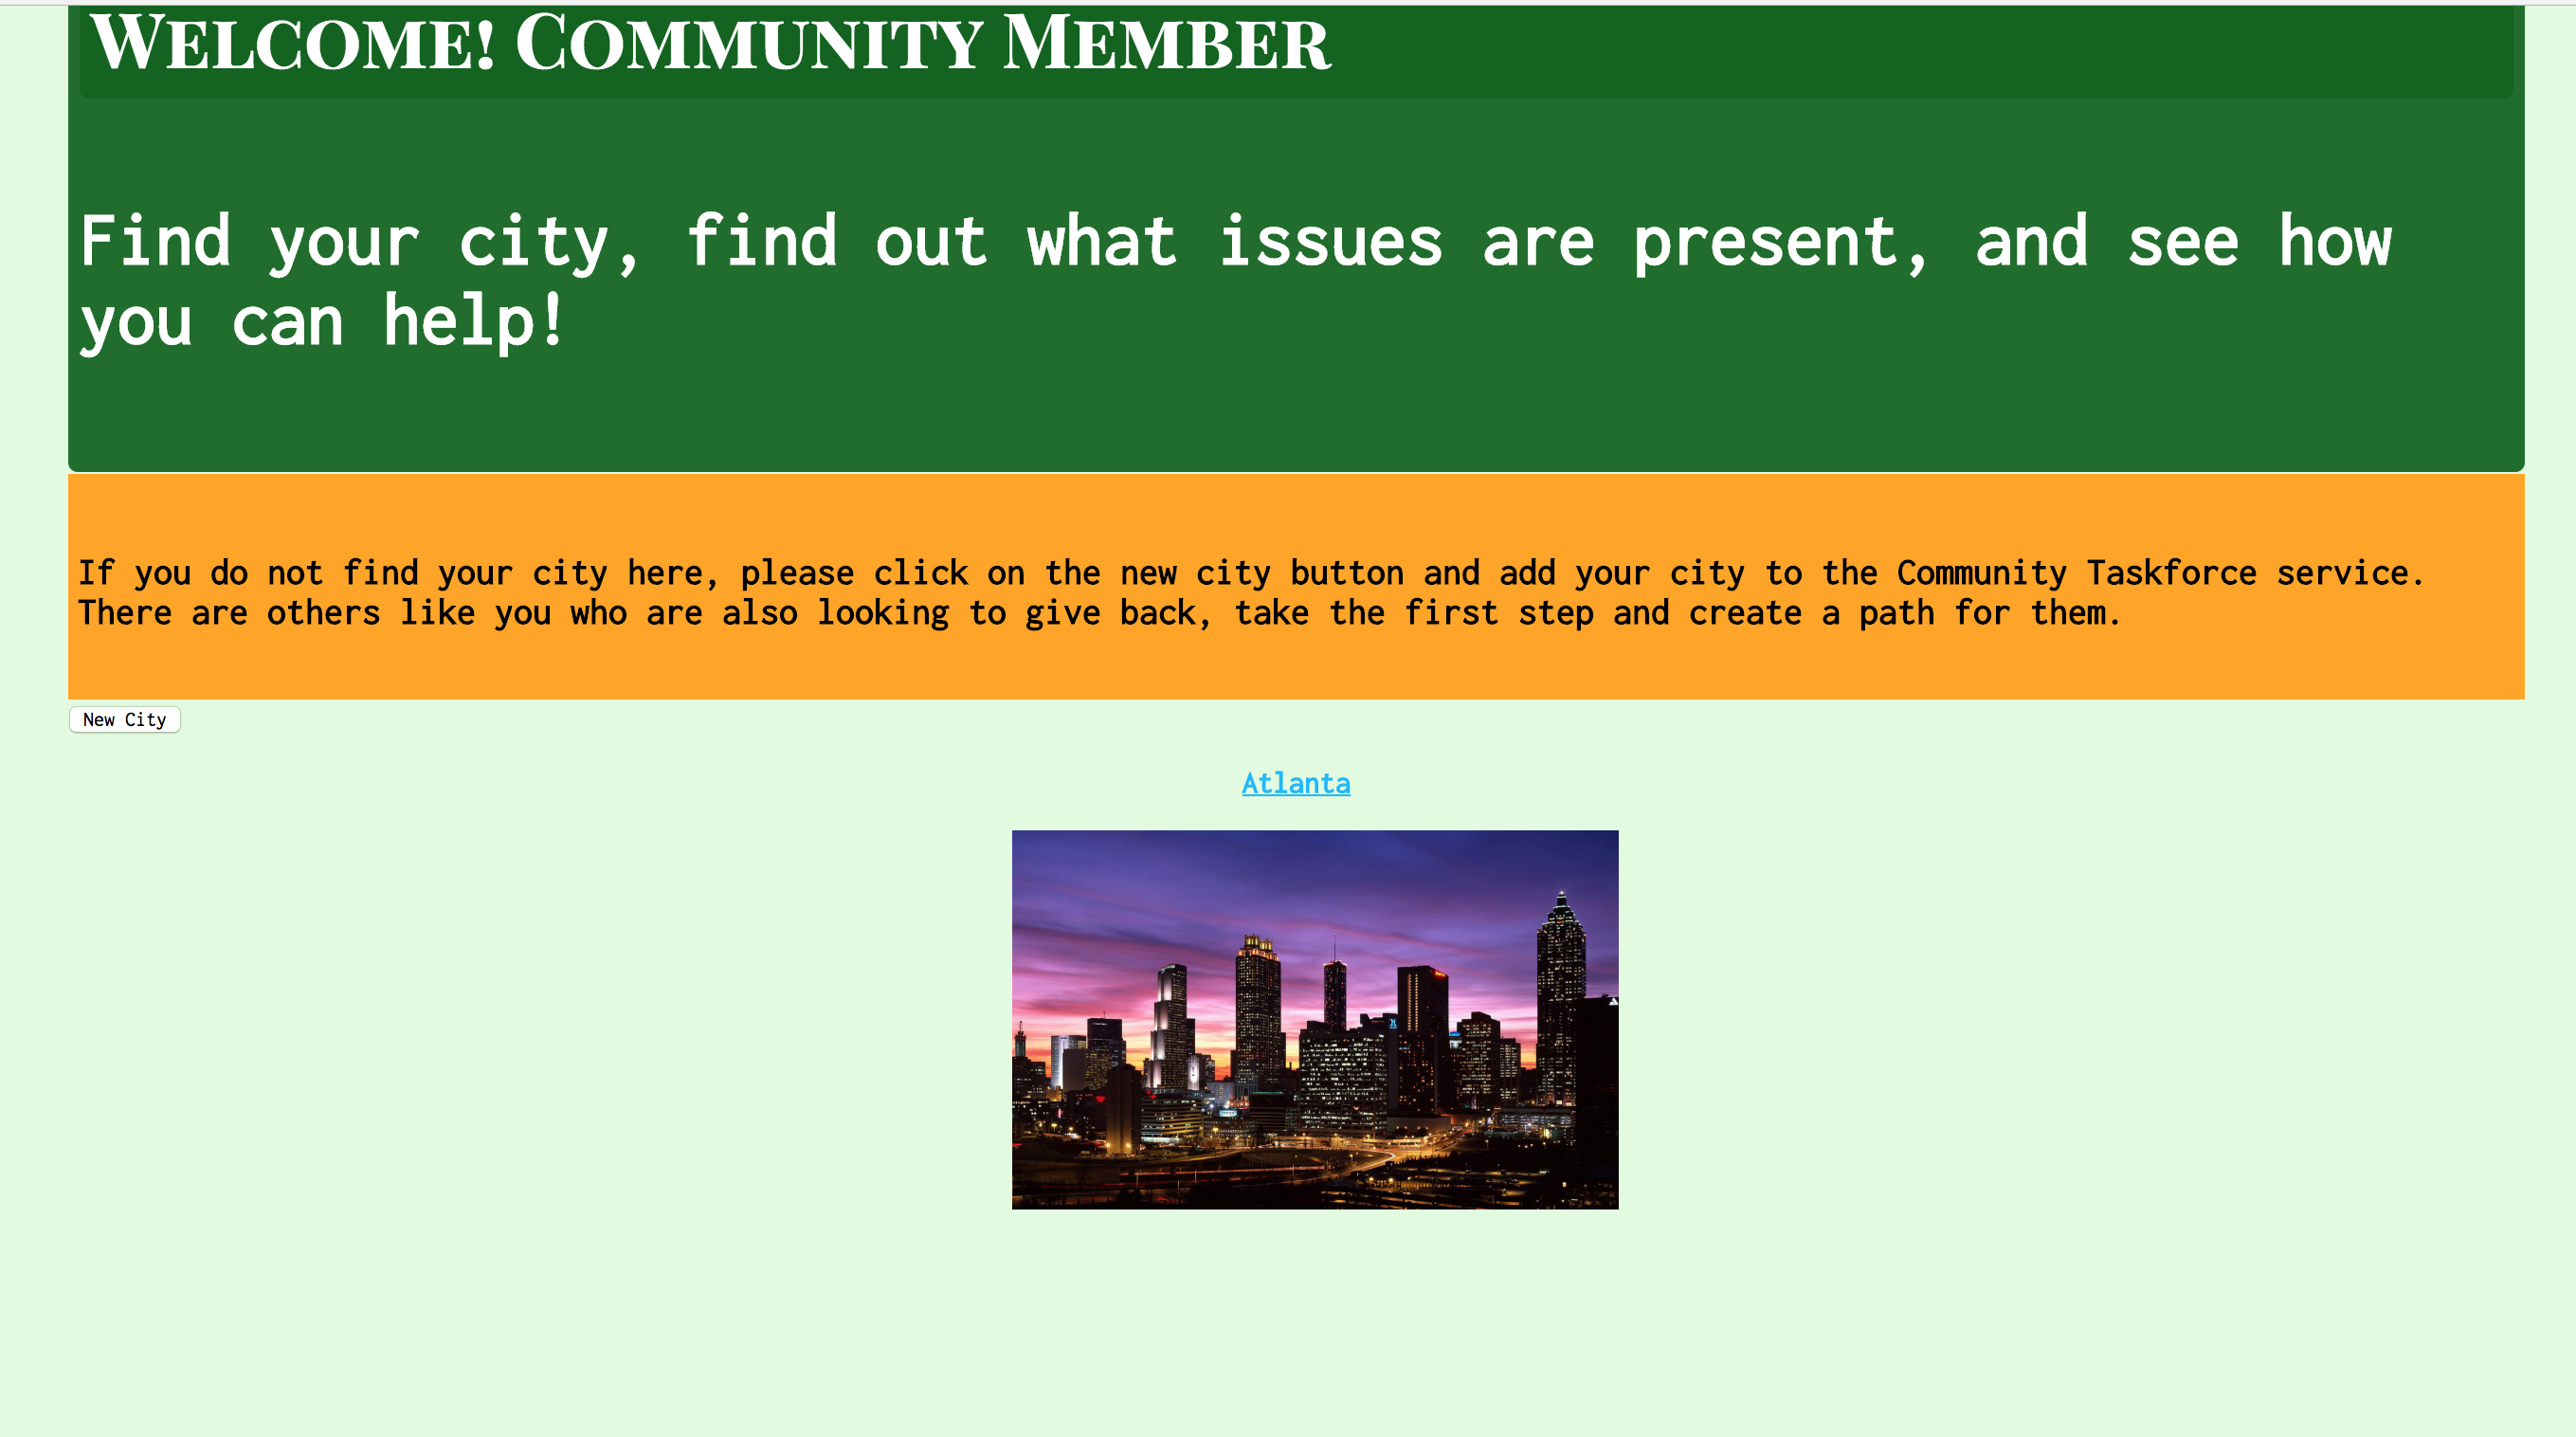 Welcome! Community Member
Find your city, find out what issues are present, and see how
you can help!
If you do not find your city here, please click on the new city button and add your city to the Community Taskforce service.
There are others like you who are also looking to give back, take the first step and create a path for them.
New City
Atlanta